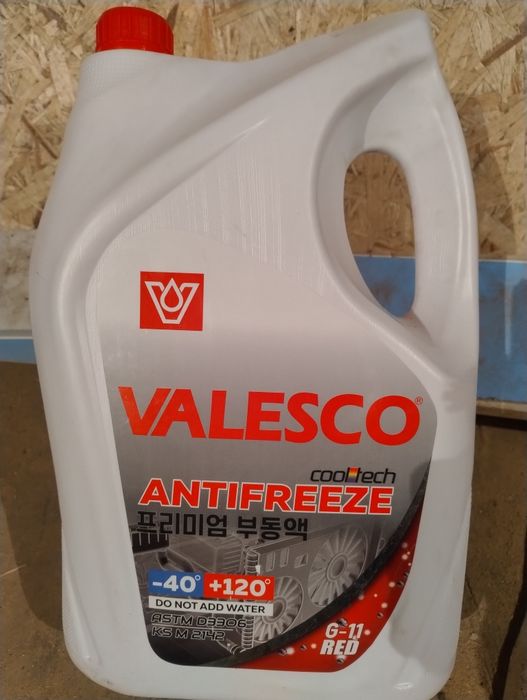 VALESCO®
cooltech
ANTIFREEZE
프리미엄 부동액
-40° +120°
DO NOT ADD WATER
ASTM D3306
KS M 2142
G-11
RED